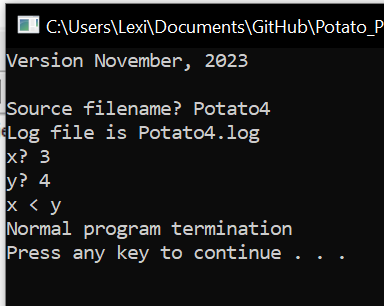 C:\Users\Lexi\Documents\GitHub\Potato_P
Version November, 2023
Source filename? Potato4
Log file is Potato4.log
x? 3
y? 4
x < y
Normal program termination
Press any key to continue . . .